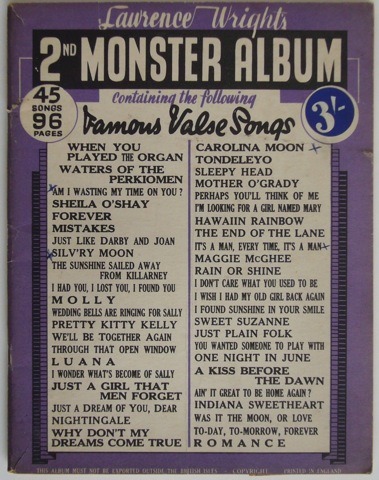 Lawrence Wright's
2ND MONSTER ALBUM
45
SONGS
96
PAGES
Containing the following
3/-
Famous Valse Songs
WHEN YOU
PLAYED THE ORGAN
WATERS OF THE
PERKIOMEN
AM I WASTING MY TIME ON YOU?
SHEILA O'SHAY
FOREVER
MISTAKES
JUST LIKE DARBY AND JOAN
SILV'RY MOON
THE SUNSHINE SAILED AWAY
FROM KILLARNEY
I HAD YOU, I LOST YOU, I FOUND YOU
MOLLY
WEDDING BELLS ARE RINGING FOR SALLY
PRETTY KITTY KELLY
WE'LL BE TOGETHER AGAIN
THROUGH THAT OPEN WINDOW
LUANA
I WONDER WHAT'S BECOME OF SALLY
JUST A GIRL THAT
MEN FORGET
JUST A DREAM OF YOU, DEAR
NIGHTINGALE
WHY DON'T MY
DREAMS COME TRUE
CAROLINA MOON
TONDELEYO
SLEEPY HEAD
MOTHER O'GRADY
PERHAPS YOU'LL THINK OF ME
I'M LOOKING FOR A GIRL NAMED MARY
HAWAIIN RAINBOW
THE END OF THE LANE
IT'S A MAN, EVERY TIME, IT'S A MAN
MAGGIE McGHEE
RAIN OR SHINE
I DON'T CARE WHAT YOU USED TO BE
I WISH I HAD MY OLD GIRL BACK AGAIN
I FOUND SUNSHINE IN YOUR SMILE
SWEET SUZANNE
JUST PLAIN FOLK
YOU WANTED SOMEONE TO PLAY WITH
ONE NIGHT IN JUNE
A KISS BEFORE
THE DAWN
AIN' IT GREAT TO BE HOME AGAIN?
INDIANA SWEETHEART
WAS IT THE MOON, OR LOVE
TO-DAY, TO-MORROW, FOREVER
ROMANCE
THIS ALBUM MUST NOT BE EXPORTED OUTSIDE THE BRITISH ISLES COPYRIGHT PRINTED IN ENGLAND